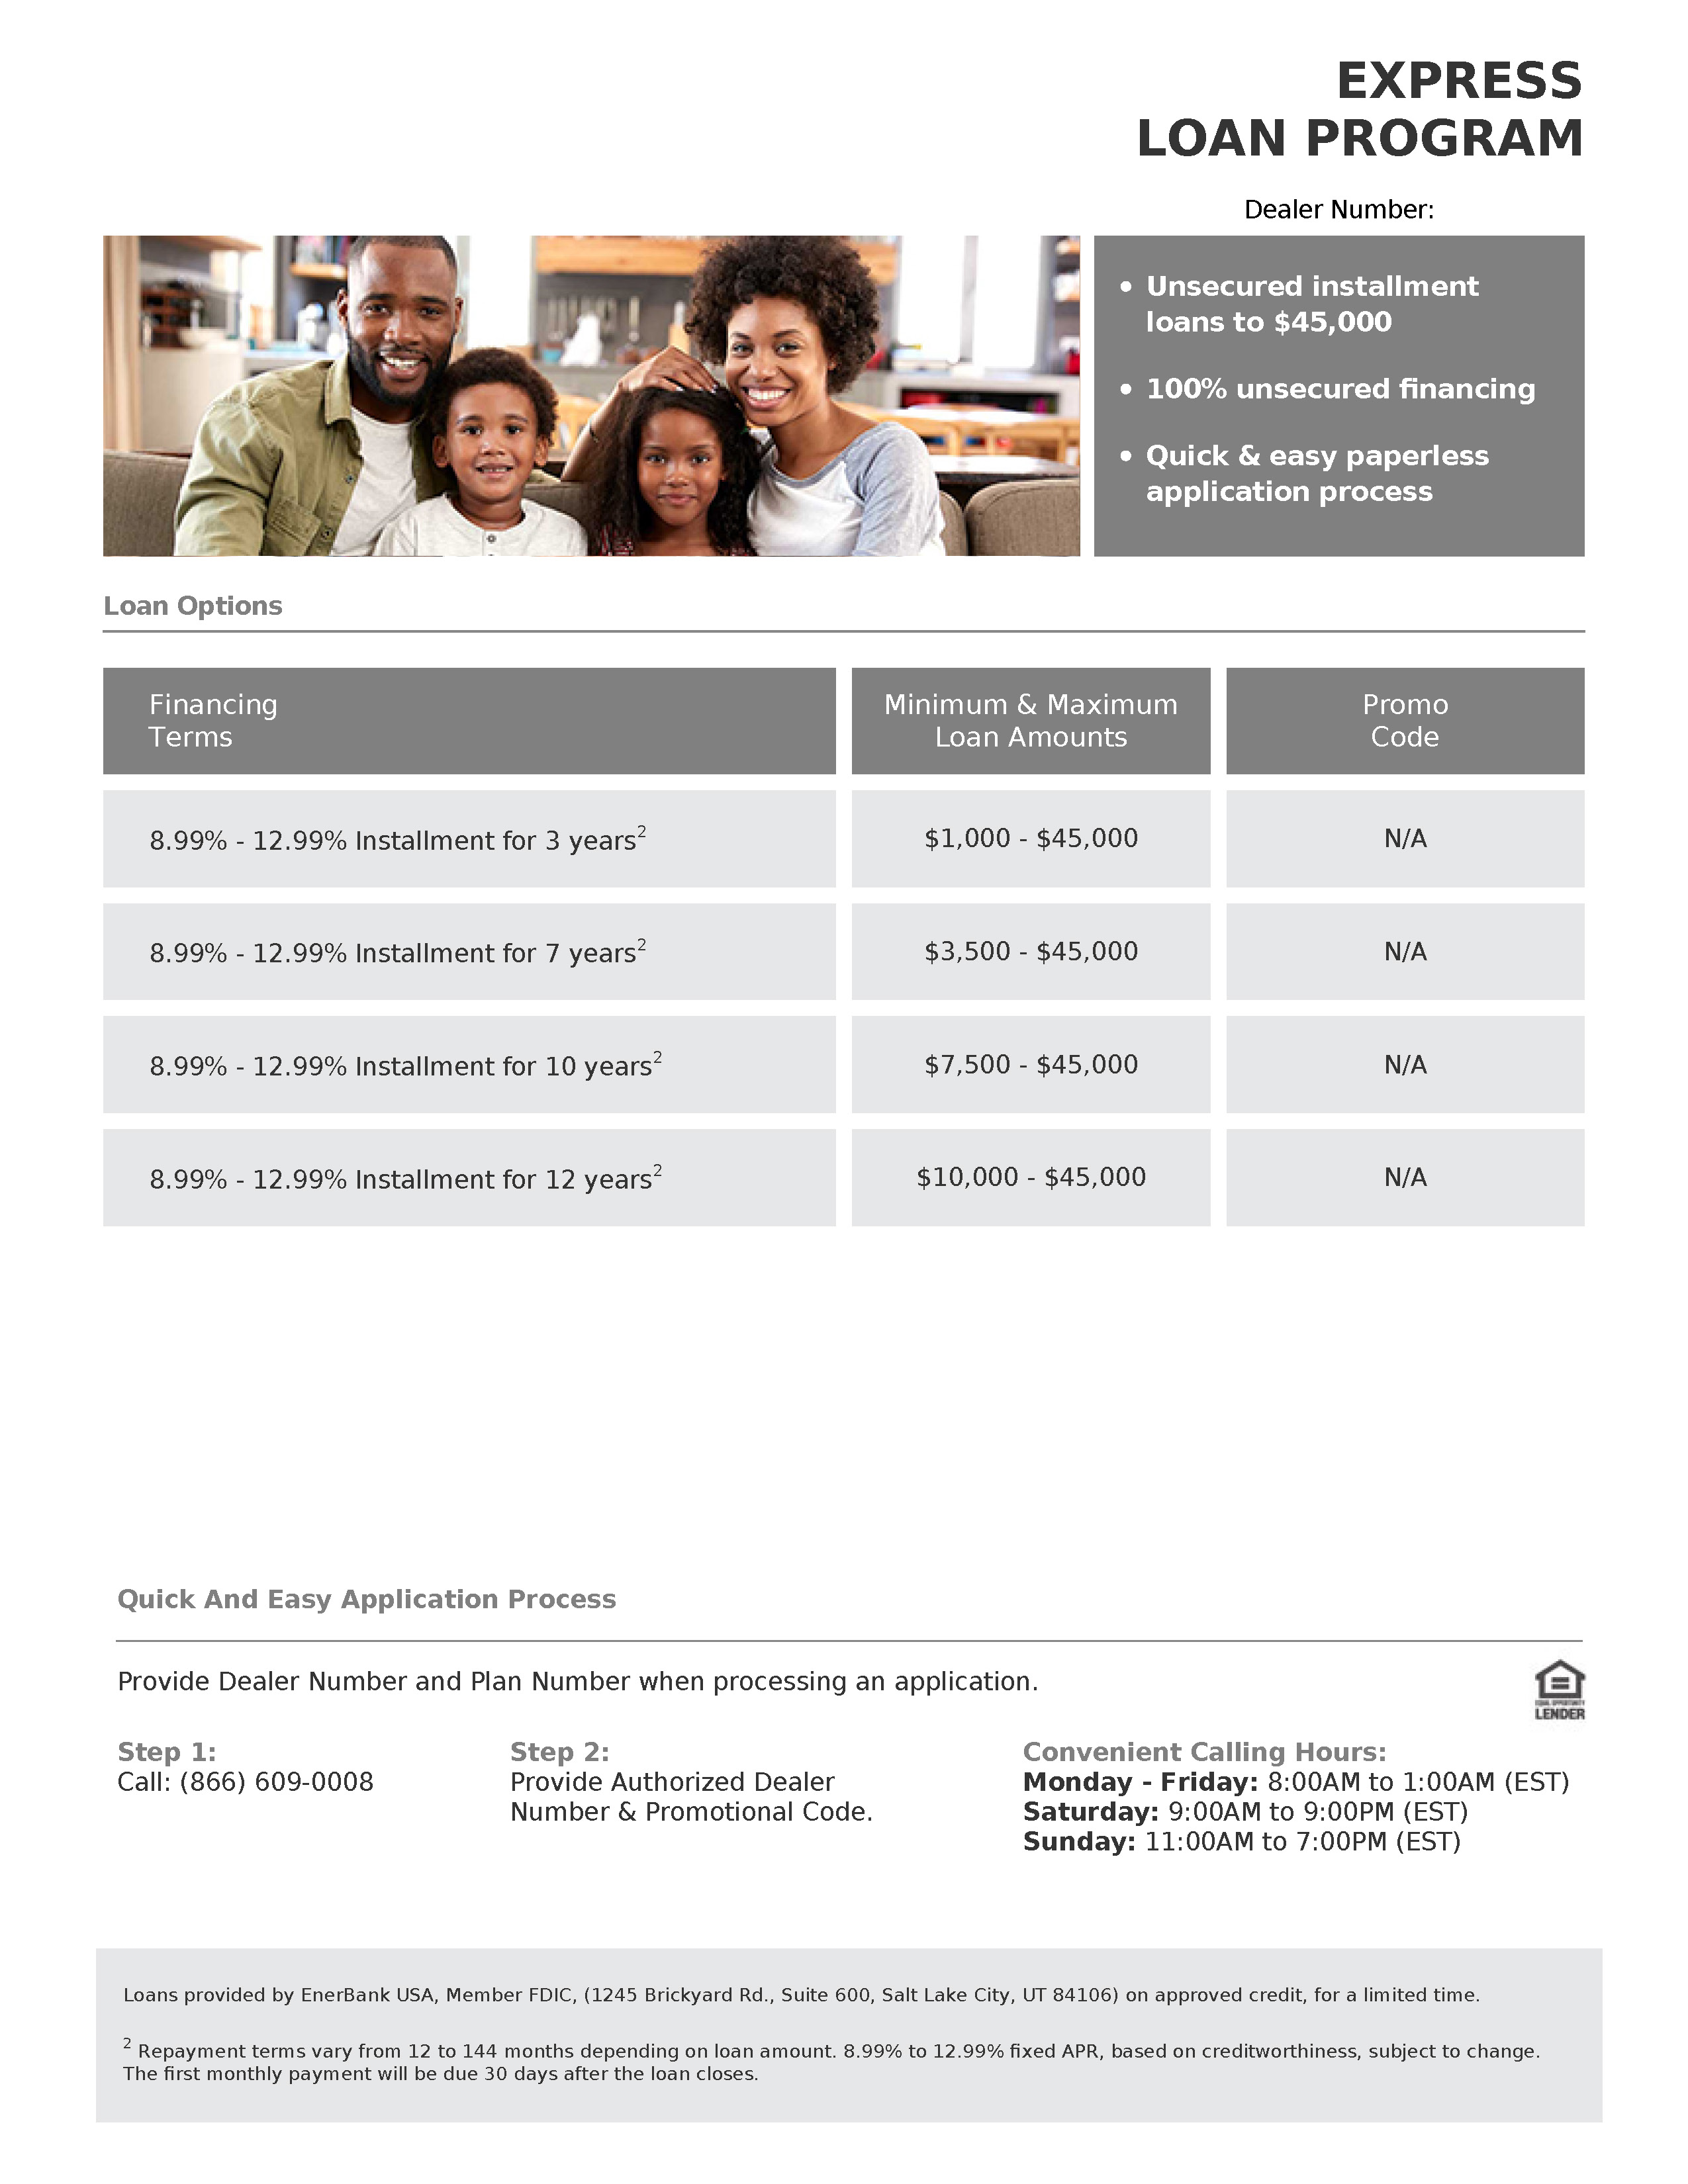 EXPRESS
LOAN PROGRAM
Dealer Number:
• Unsecured installment
loans to $45,000
• 100% unsecured financing
• Quick & easy paperless
application process
Loan Options
Financing
Terms
Minimum & Maximum
Loan Amounts
Promo
Code
8.99% - 12.99% Installment for 3 years² $1,000 - $45,000 N/A
8.99% - 12.99% Installment for 7 years² $3,500 - $45,000 N/A
8.99% - 12.99% Installment for 10 years² $7,500 - $45,000 N/A
8.99% - 12.99% Installment for 12 years² $10,000 - $45,000 N/A
Quick And Easy Application Process
Provide Dealer Number and Plan Number when processing an application.
EQUAL OPPORTUNITY
LENDER
Step 1:
Call: (866) 609-0008
Step 2:
Provide Authorized Dealer
Number & Promotional Code.
Convenient Calling Hours:
Monday - Friday: 8:00AM to 1:00AM (EST)
Saturday: 9:00AM to 9:00PM (EST)
Sunday: 11:00AM to 7:00PM (EST)
Loans provided by EnerBank USA, Member FDIC, (1245 Brickyard Rd., Suite 600, Salt Lake City, UT 84106) on approved credit, for a limited time.
² Repayment terms vary from 12 to 144 months depending on loan amount. 8.99% to 12.99% fixed APR, based on creditworthiness, subject to change.
The first monthly payment will be due 30 days after the loan closes.